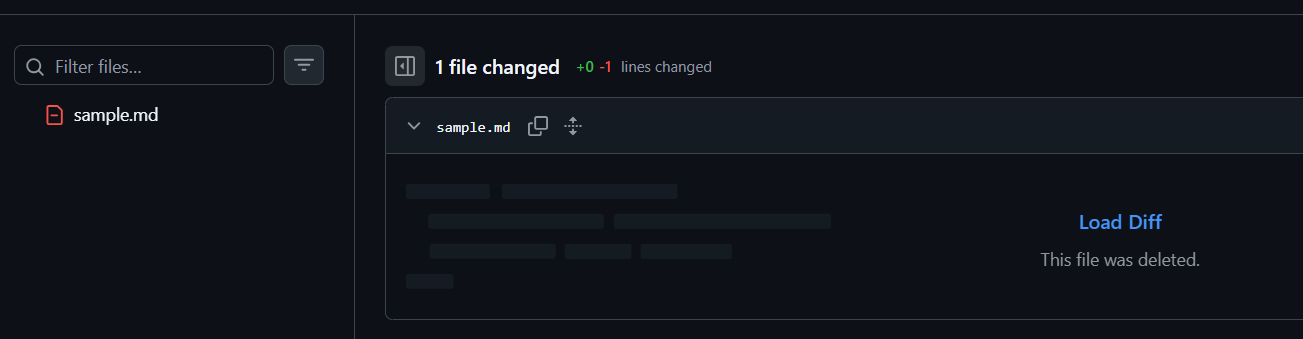 Filter files...
sample.md
1 file changed +0 -1 lines changed
sample.md
Load Diff
This file was deleted.